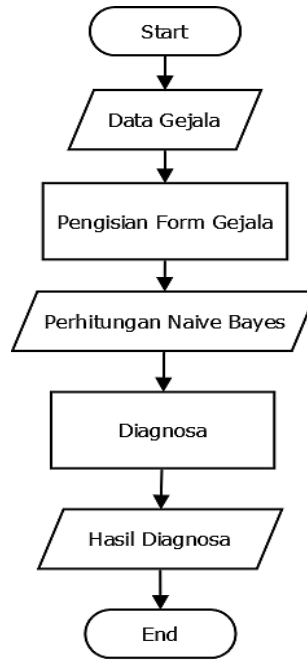 Start
Data Gejala
Pengisian Form Gejala
Perhitungan Naive Bayes
Diagnosa
Hasil Diagnosa
End